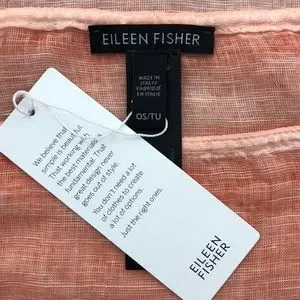 EILEEN FISHER
MADE IN
ITALY/
FABRIQUÉ
EN ITALIE
OS/TU
We believe that
simple is beautiful.
That working with
the best materials is
fundamental. That
great design never
goes out of style.
You don't need a lot
of clothes to create
a lot of options.
Just the right ones.
EILEEN
FISHER